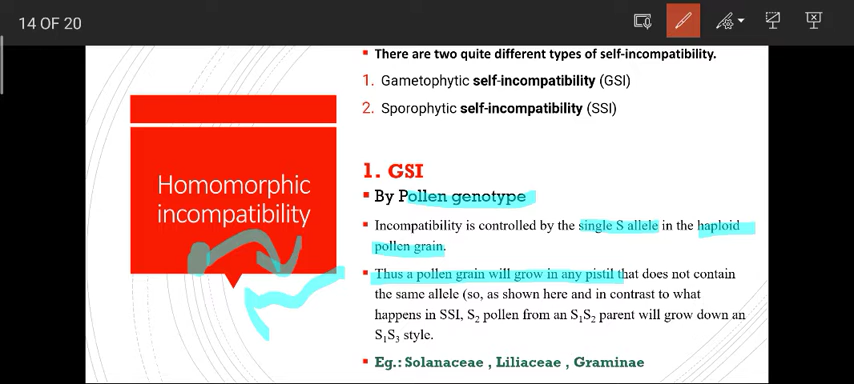 14 OF 20
There are two quite different types of self-incompatibility.
1. Gametophytic self-incompatibility (GSI)
2. Sporophytic self-incompatibility (SSI)
Homomorphic
incompatibility
1. GSI
By Pollen genotype
Incompatibility is controlled by the single S allele in the haploid
pollen grain.
Thus a pollen grain will grow in any pistil that does not contain
the same allele (so, as shown here and in contrast to what
happens in SSI, S₂ pollen from an S₁S₂ parent will grow down an
S₁S₃ style.
Eg.: Solanaceae , Liliaceae , Graminae